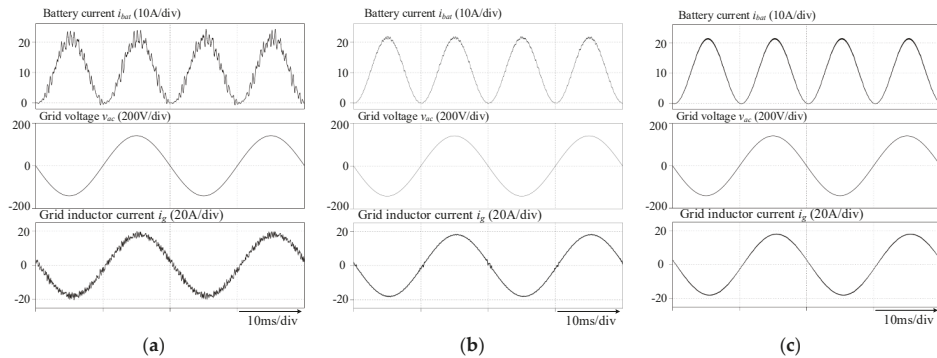 Battery current i_bat (10A/div)
20
10
0
Grid voltage v_ac (200V/div)
200
0
-200
Grid inductor current i_g (20A/div)
20
0
-20
10ms/div
(a)
Battery current i_bat (10A/div)
20
10
0
Grid voltage v_ac (200V/div)
200
0
-200
Grid inductor current i_g (20A/div)
20
0
-20
10ms/div
(b)
Battery current i_bat (10A/div)
20
10
0
Grid voltage v_ac (200V/div)
200
0
-200
Grid inductor current i_g (20A/div)
20
0
-20
10ms/div
(c)